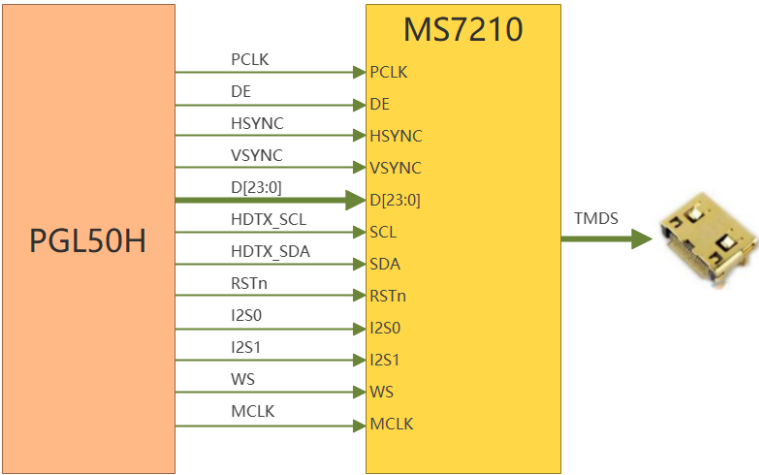 MS7210
PCLK
PCLK
DE
DE
HSYNC
HSYNC
VSYNC
VSYNC
D[23:0]
D[23:0]
HDTX_SCL
SCL
HDTX_SDA
SDA
RSTn
RSTn
I2S0
I2S0
I2S1
I2S1
WS
WS
MCLK
MCLK
PGL50H
TMDS